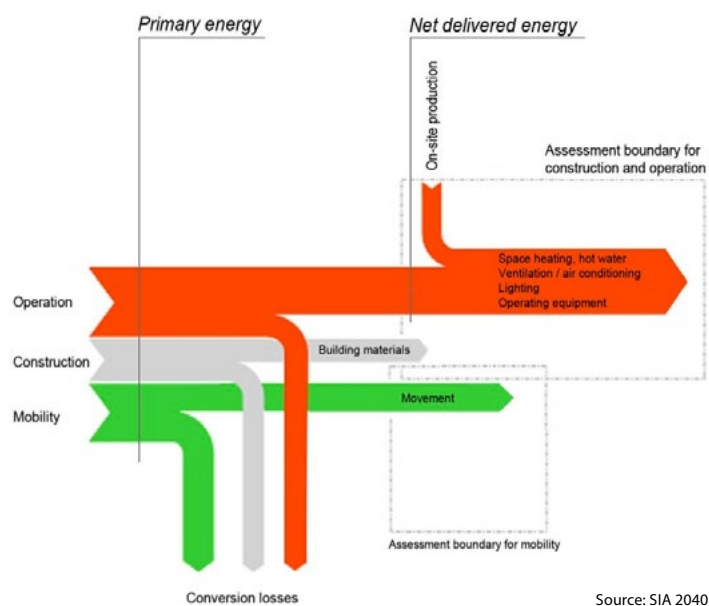 Primary energy
Net delivered energy
On-site production
Assessment boundary for
construction and operation
Space heating, hot water
Ventilation / air conditioning
Lighting
Operating equipment
Operation
Building materials
Construction
Movement
Mobility
Assessment boundary for mobility
Conversion losses
Source: SIA 2040